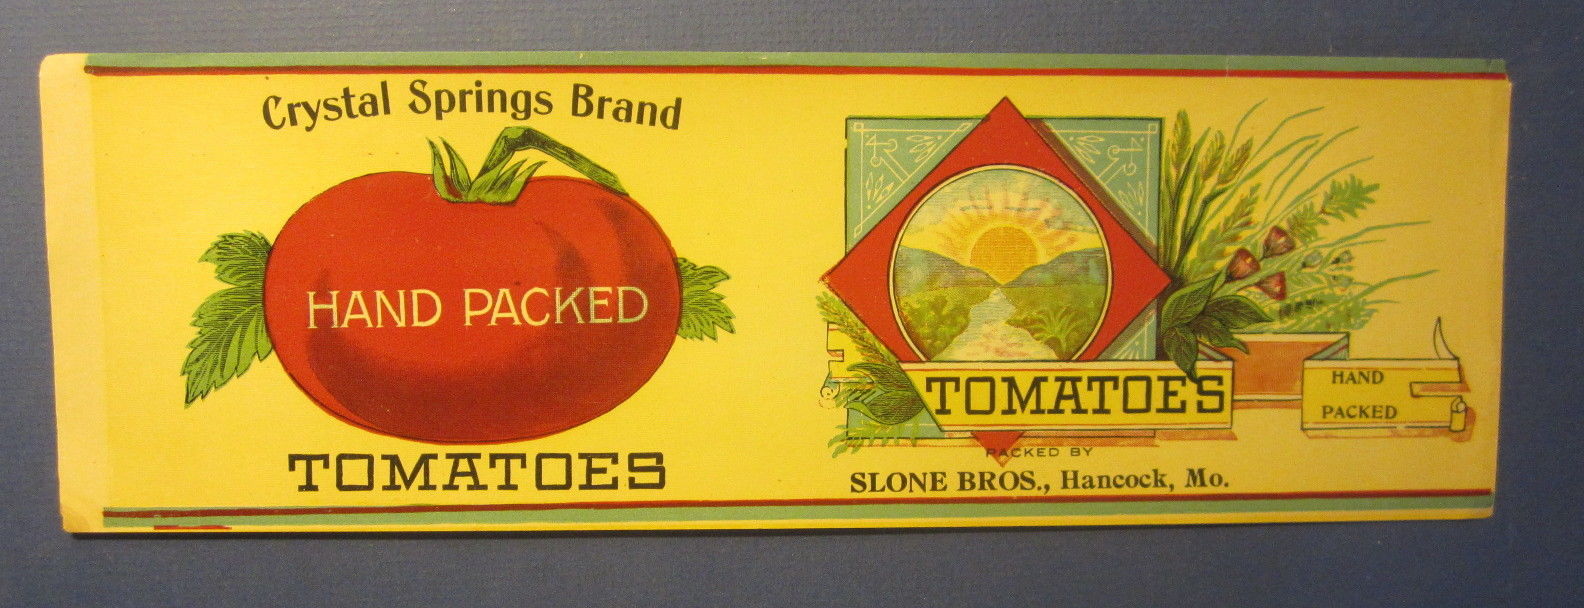 Crystal Springs Brand
HAND PACKED
TOMATOES
TOMATOES
HAND
PACKED
PACKED BY
SLONE BROS., Hancock, Mo.